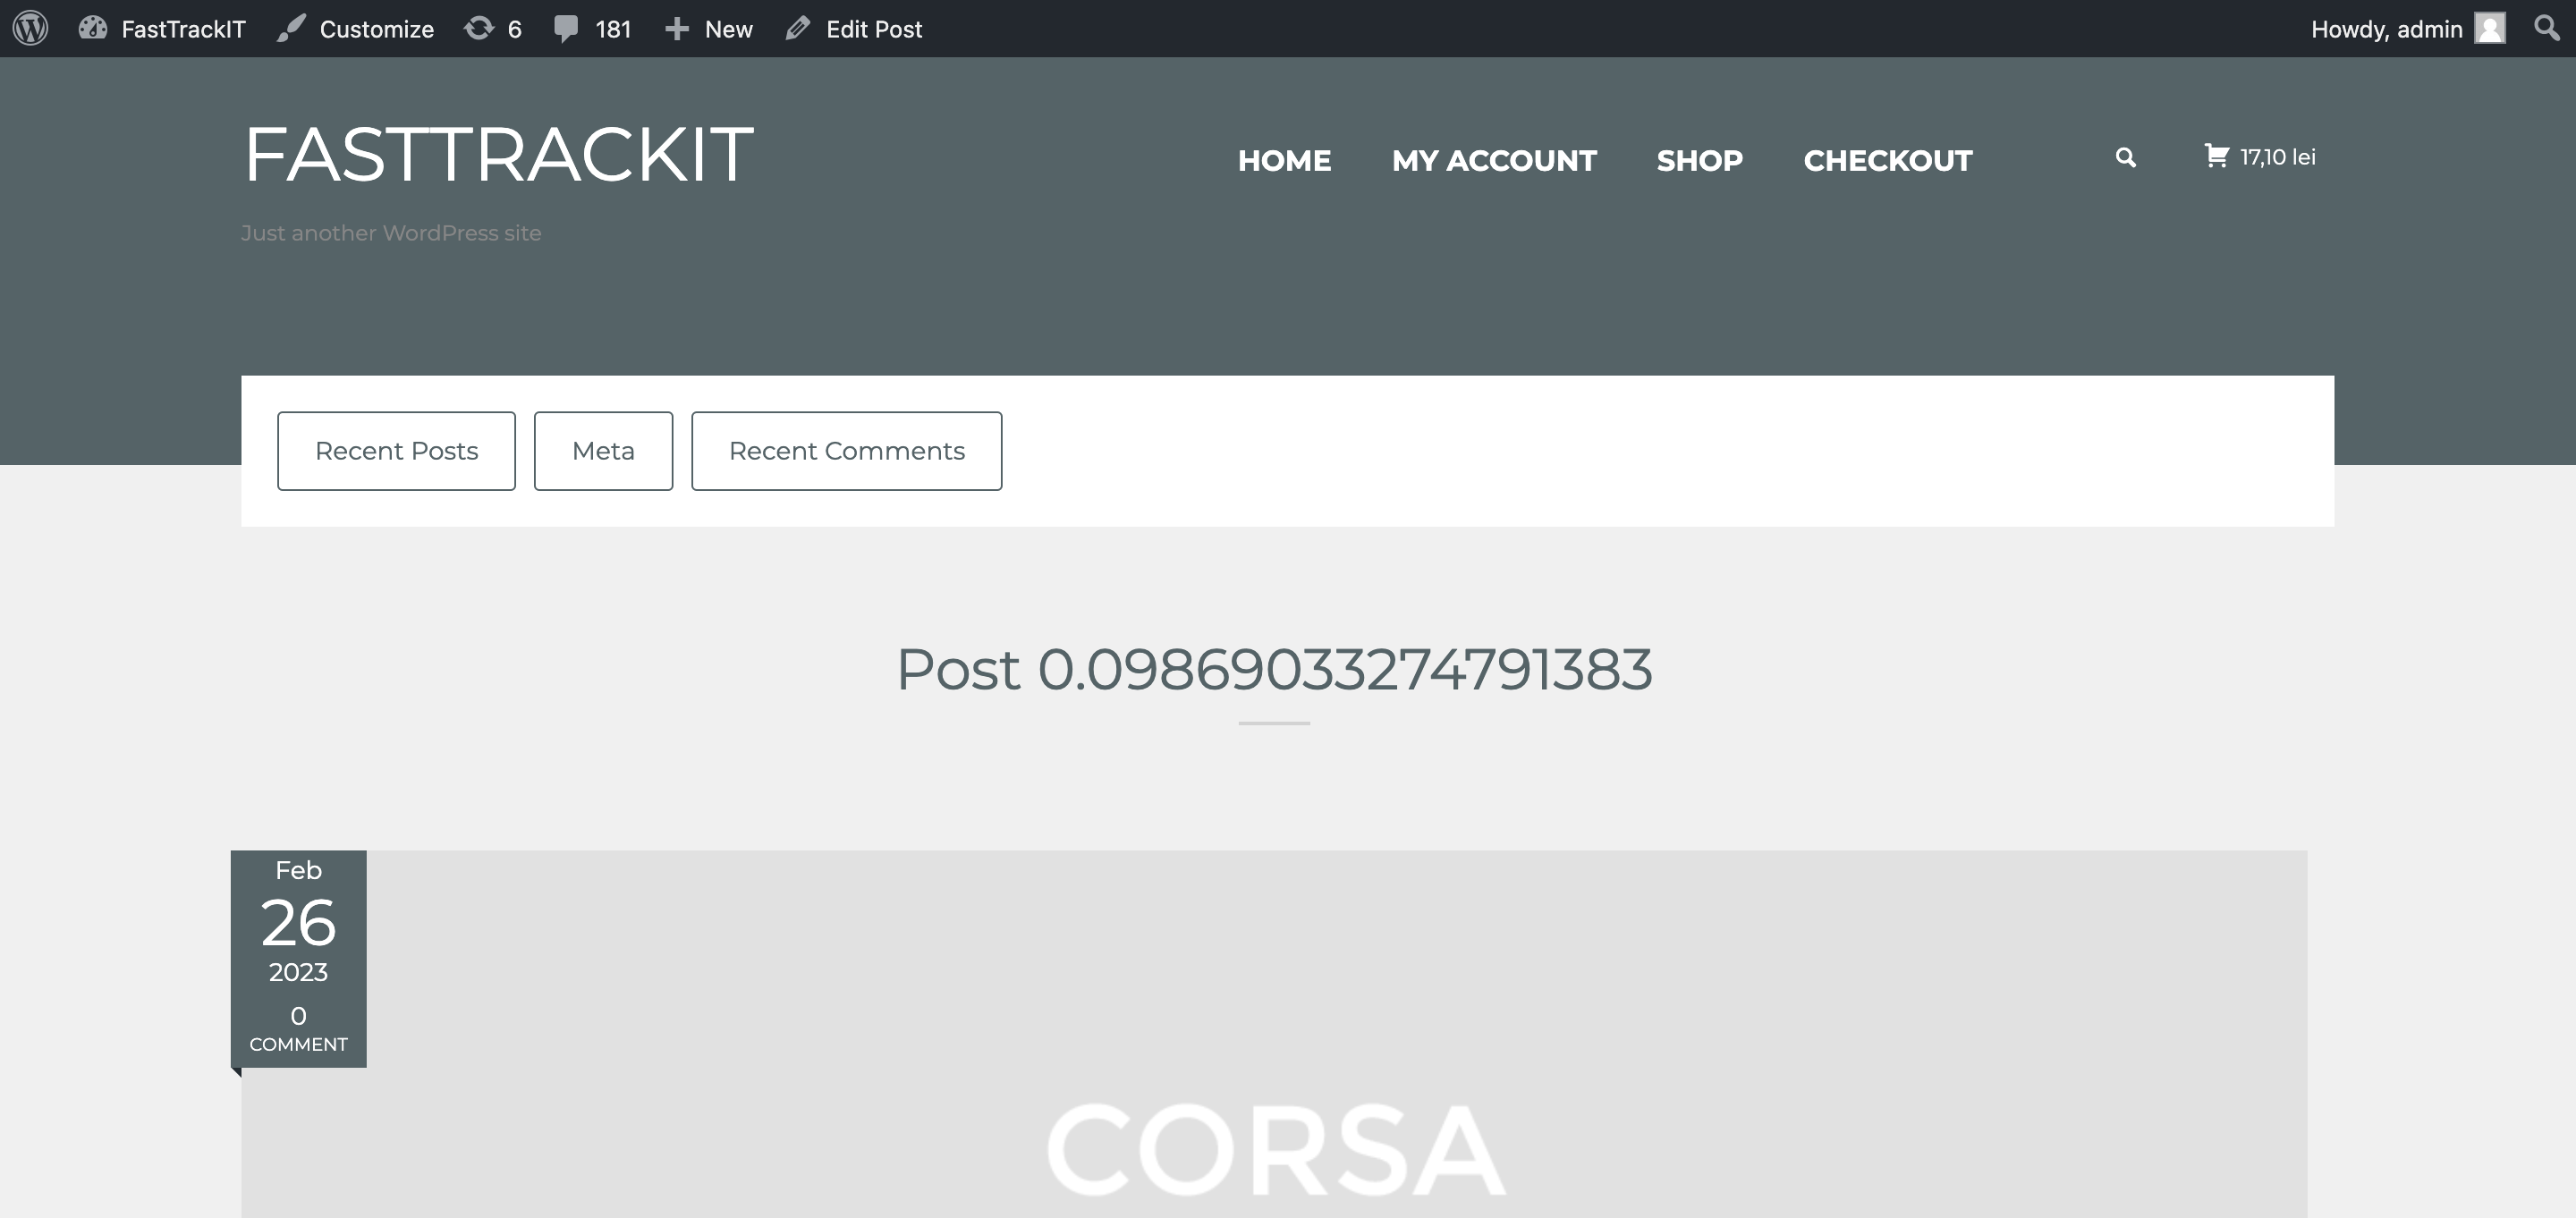 FastTrackIT Customize 6 181 New Edit Post Howdy, admin
FASTTRACKIT
HOME MY ACCOUNT SHOP CHECKOUT 17,10 lei
Just another WordPress site
Recent Posts Meta Recent Comments
Post 0.098690333274791383
Feb
26
2023
0
COMMENT
CORSA